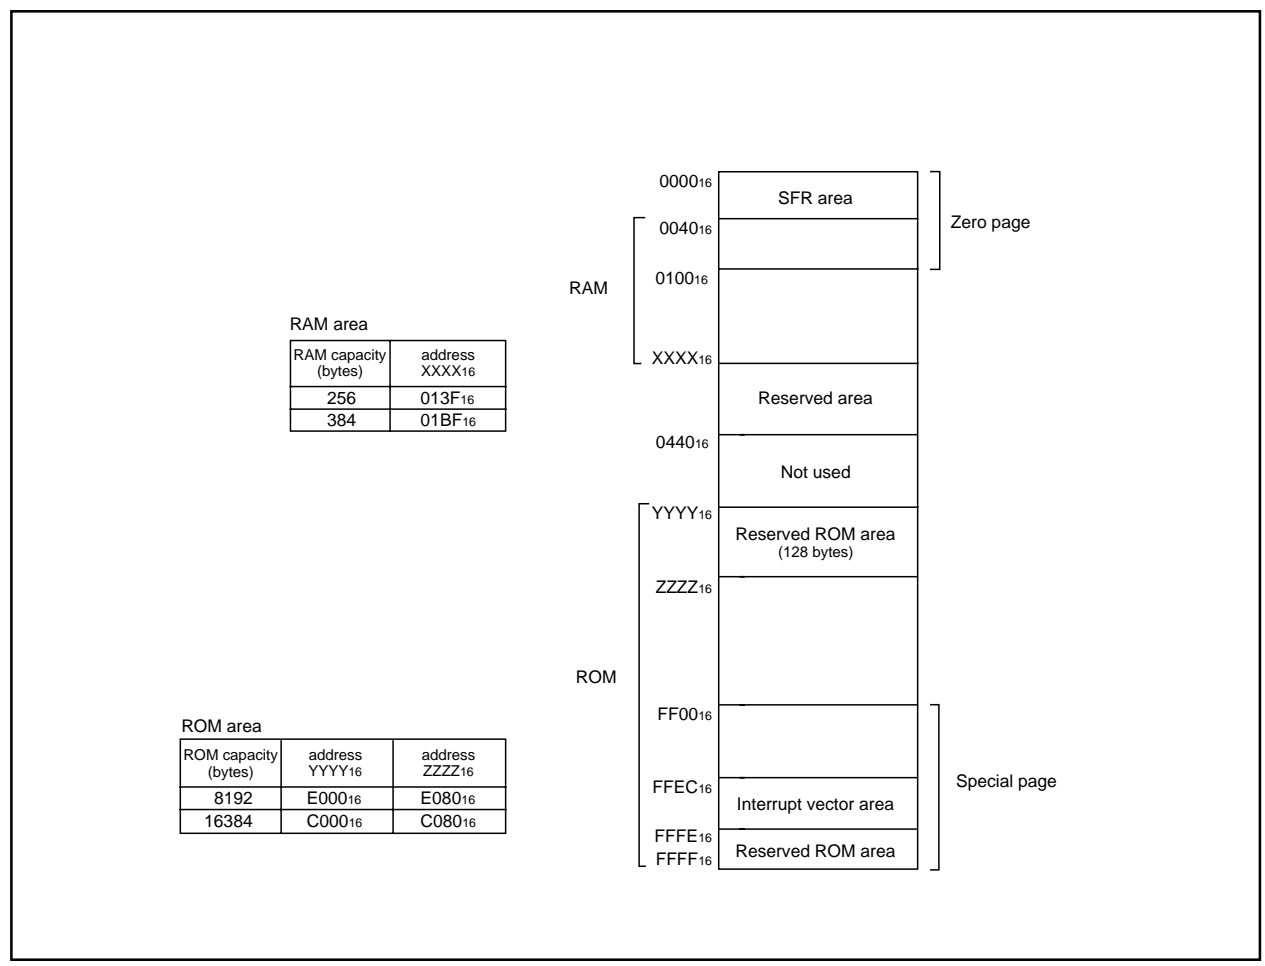 000016
SFR area
004016
Zero page
010016
RAM
XXXX16
RAM area
RAM capacity (bytes) address XXXX16
256 013F16
384 01BF16
Reserved area
044016
Not used
YYYY16
Reserved ROM area
(128 bytes)
ZZZZ16
ROM
FF0016
ROM area
ROM capacity (bytes) address YYYY16 address ZZZZ16
8192 E00016 E08016
16384 C00016 C08016
FFEC16
Interrupt vector area
Special page
FFFE16
Reserved ROM area
FFFF16